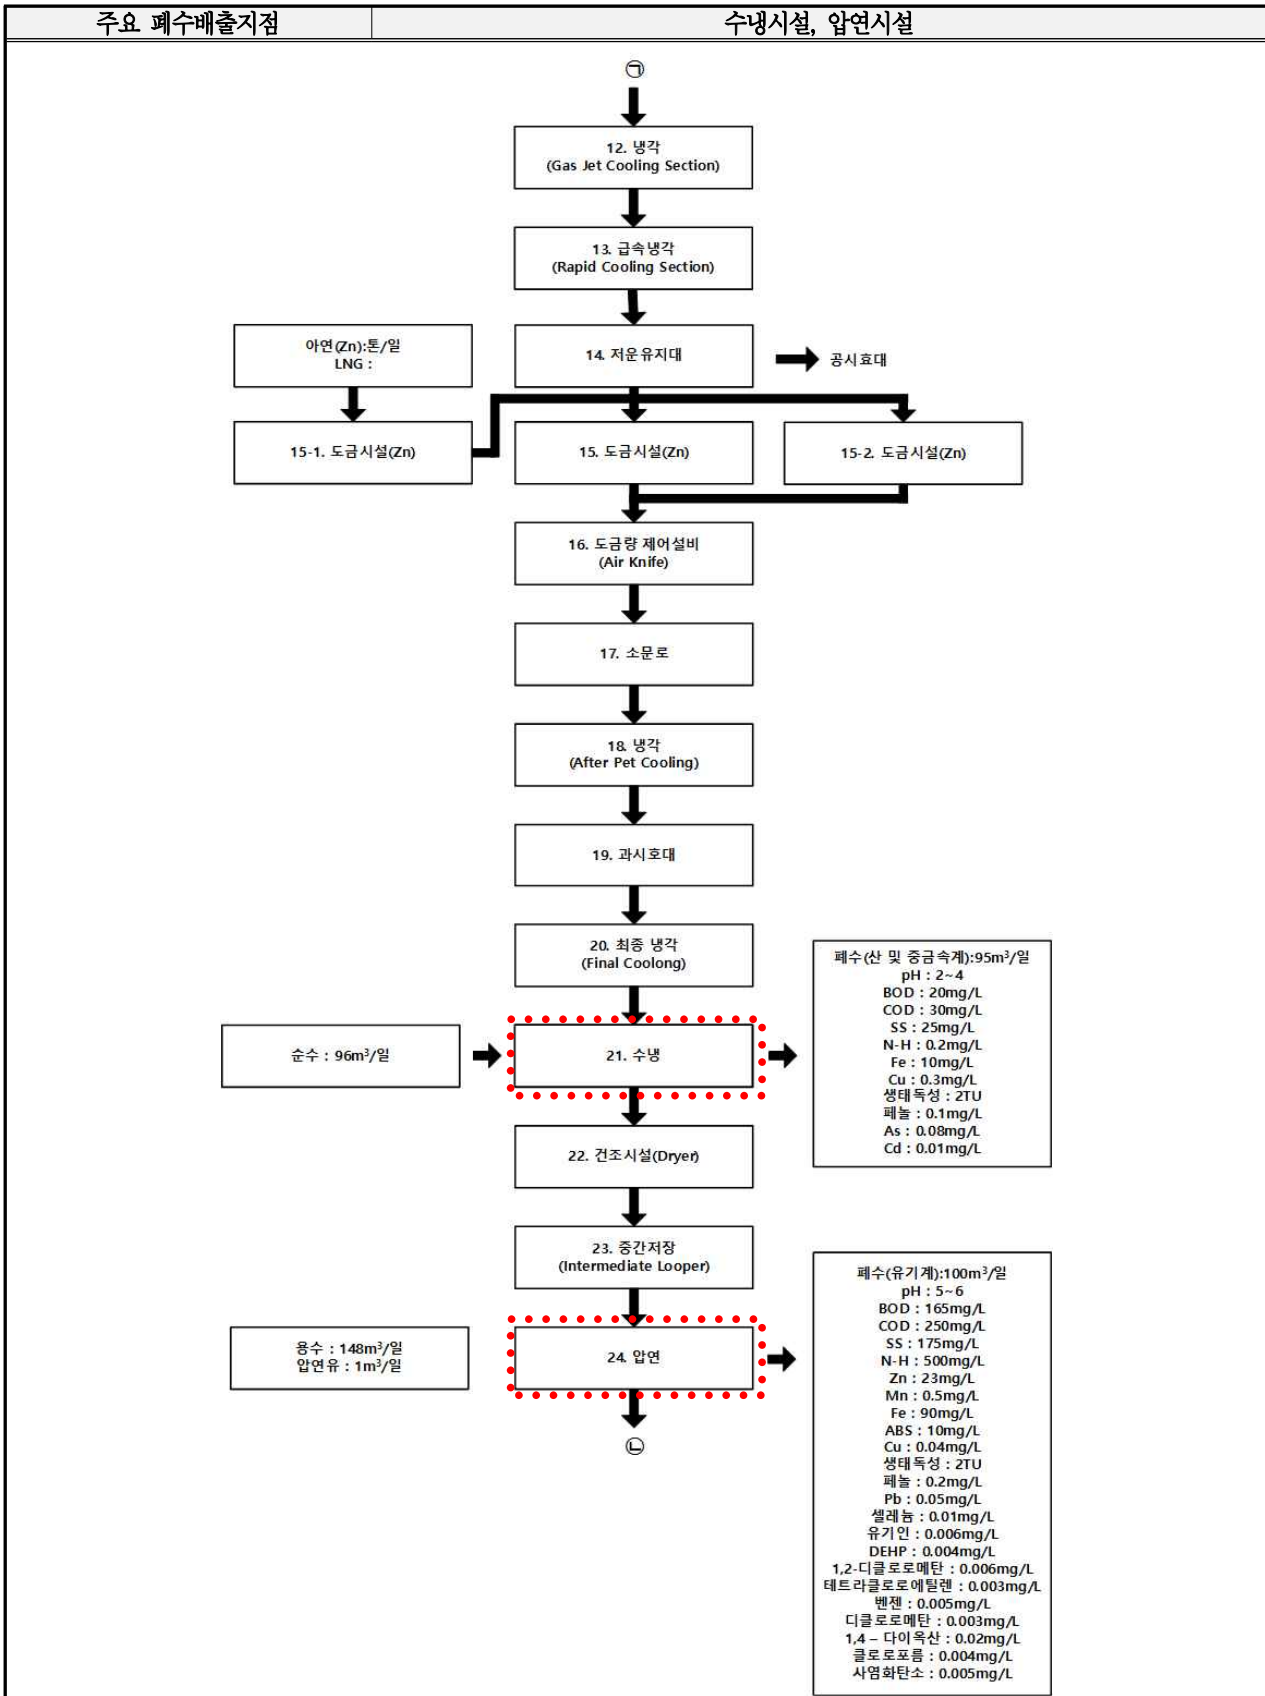 주요 폐수배출지점
수냉시설, 압연시설
㉠
12. 냉각
(Gas Jet Cooling Section)
13. 급속냉각
(Rapid Cooling Section)
아연(Zn):톤/일
LNG :
14. 저운유지대
공시효대
15-1. 도금시설(Zn)
15. 도금시설(Zn)
15-2. 도금시설(Zn)
16. 도금량 제어설비
(Air Knife)
17. 소문로
18. 냉각
(After Pet Cooling)
19. 과시호대
20. 최종 냉각
(Final Coolong)
순수 : 96m³/일
21. 수냉
폐수(산 및 중금속계):95m³/일
pH : 2~4
BOD : 20mg/L
COD : 30mg/L
SS : 25mg/L
N-H : 0.2mg/L
Fe : 10mg/L
Cu : 0.3mg/L
생태독성 : 2TU
페놀 : 0.1mg/L
As : 0.08mg/L
Cd : 0.01mg/L
22. 건조시설(Dryer)
23. 중간저장
(Intermediate Looper)
용수 : 148m³/일
압연유 : 1m³/일
24. 압연
㉡
폐수(유기계):100m³/일
pH : 5~6
BOD : 165mg/L
COD : 250mg/L
SS : 175mg/L
N-H : 500mg/L
Zn : 23mg/L
Mn : 0.5mg/L
Fe : 90mg/L
ABS : 10mg/L
Cu : 0.04mg/L
생태독성 : 2TU
페놀 : 0.2mg/L
Pb : 0.05mg/L
셀레늄 : 0.01mg/L
유기인 : 0.006mg/L
DEHP : 0.004mg/L
1,2-디클로로메탄 : 0.006mg/L
테트라클로로에틸렌 : 0.003mg/L
벤젠 : 0.005mg/L
디클로로메탄 : 0.003mg/L
1,4 – 다이옥산 : 0.02mg/L
클로로포름 : 0.004mg/L
사염화탄소 : 0.005mg/L